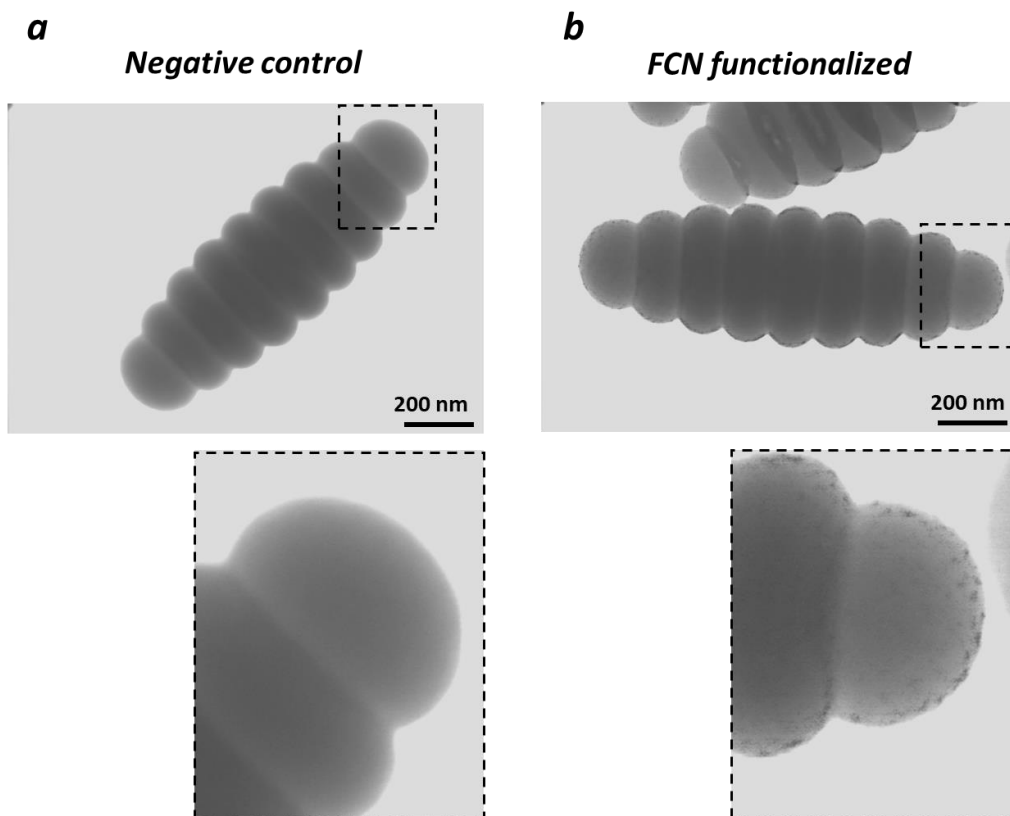 a
Negative control
200 nm
b
FCN functionalized
200 nm